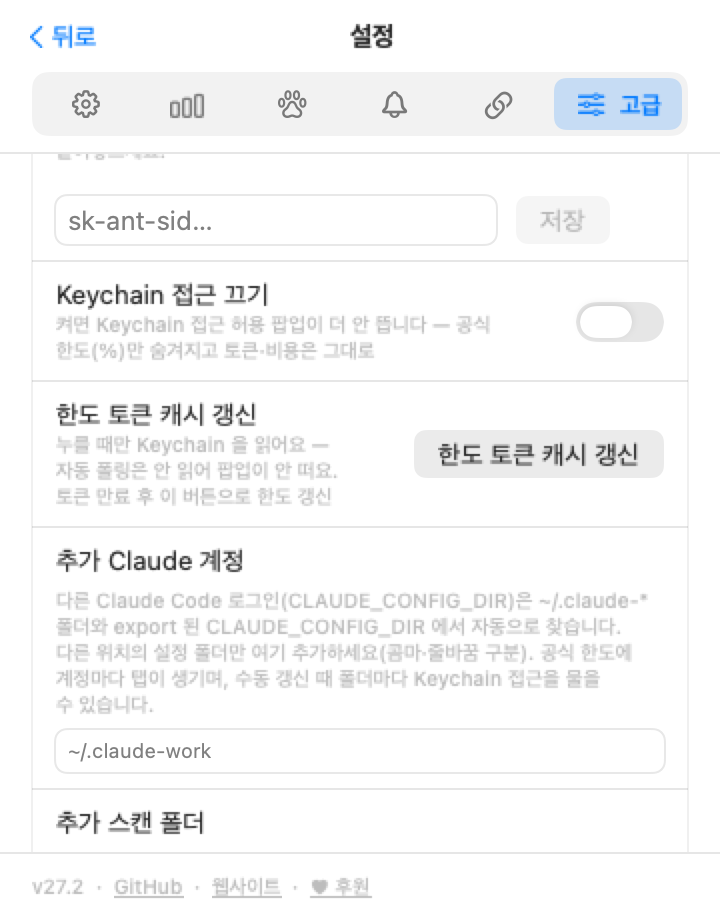 뒤로
설정
고급
sk-ant-sid...
저장
Keychain 접근 끄기
켜면 Keychain 접근 허용 팝업이 더 안 뜹니다 — 공식
한도(%)만 숨겨지고 토큰·비용은 그대로
한도 토큰 캐시 갱신
누를 때만 Keychain 을 읽어요 —
자동 폴링은 안 읽어 팝업이 안 떠요.
토큰 만료 후 이 버튼으로 한도 갱신
한도 토큰 캐시 갱신
추가 Claude 계정
다른 Claude Code 로그인(CLAUDE_CONFIG_DIR)은 ~/.claude-*
폴더와 export 된 CLAUDE_CONFIG_DIR 에서 자동으로 찾습니다.
다른 위치의 설정 폴더만 여기 추가하세요(콤마·줄바꿈 구분). 공식 한도에
계정마다 탭이 생기며, 수동 갱신 때 폴더마다 Keychain 접근을 물을
수 있습니다.
~/.claude-work
추가 스캔 폴더
v27.2 · GitHub · 웹사이트 · ♥ 후원